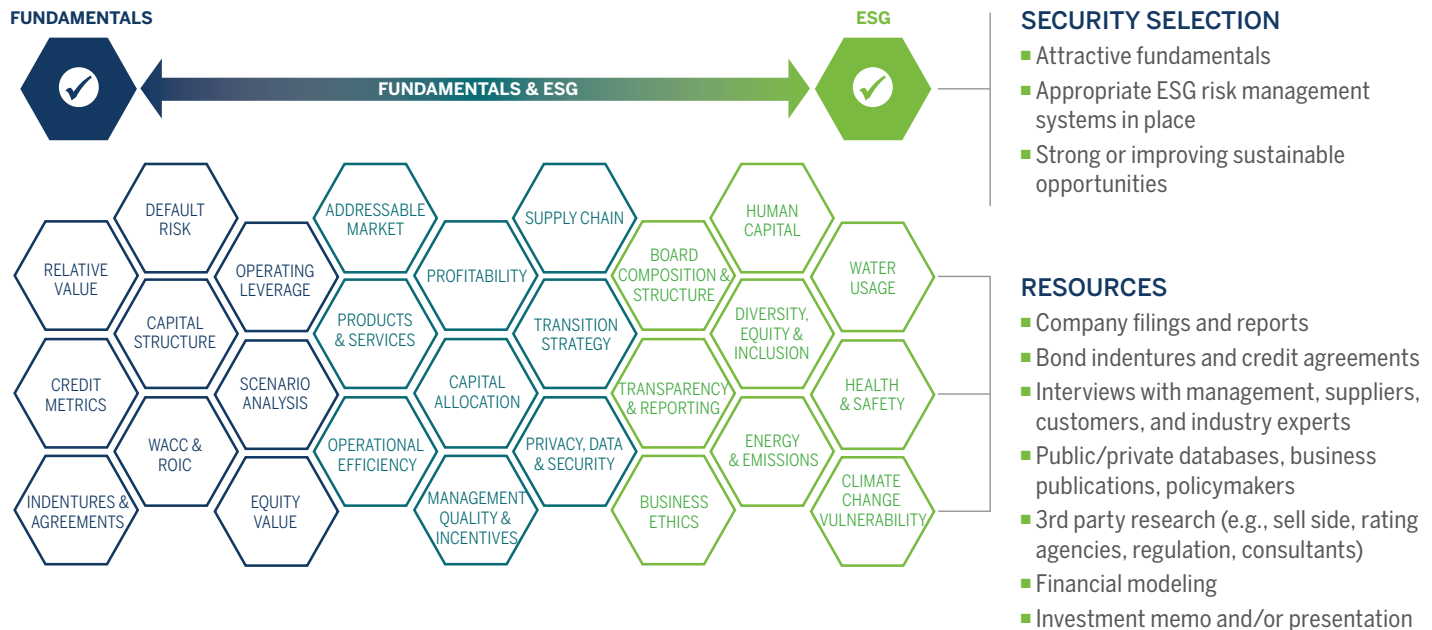 FUNDAMENTALS
ESG
FUNDAMENTALS & ESG
DEFAULT
RISK
RELATIVE
VALUE
OPERATING
LEVERAGE
CAPITAL
STRUCTURE
CREDIT
METRICS
SCENARIO
ANALYSIS
WACC &
ROIC
INDENTURES &
AGREEMENTS
EQUITY
VALUE
ADDRESSABLE
MARKET
SUPPLY CHAIN
PROFITABILITY
PRODUCTS
& SERVICES
TRANSITION
STRATEGY
CAPITAL
ALLOCATION
OPERATIONAL
EFFICIENCY
PRIVACY, DATA
& SECURITY
MANAGEMENT
QUALITY &
INCENTIVES
HUMAN
CAPITAL
BOARD
COMPOSITION &
STRUCTURE
WATER
USAGE
DIVERSITY,
EQUITY &
INCLUSION
TRANSPARENCY
& REPORTING
HEALTH
& SAFETY
ENERGY
& EMISSIONS
BUSINESS
ETHICS
CLIMATE
CHANGE
VULNERABILITY
SECURITY SELECTION
Attractive fundamentals
Appropriate ESG risk management
systems in place
Strong or improving sustainable
opportunities
RESOURCES
Company filings and reports
Bond indentures and credit agreements
Interviews with management, suppliers,
customers, and industry experts
Public/private databases, business
publications, policymakers
3rd party research (e.g., sell side, rating
agencies, regulation, consultants)
Financial modeling
Investment memo and/or presentation